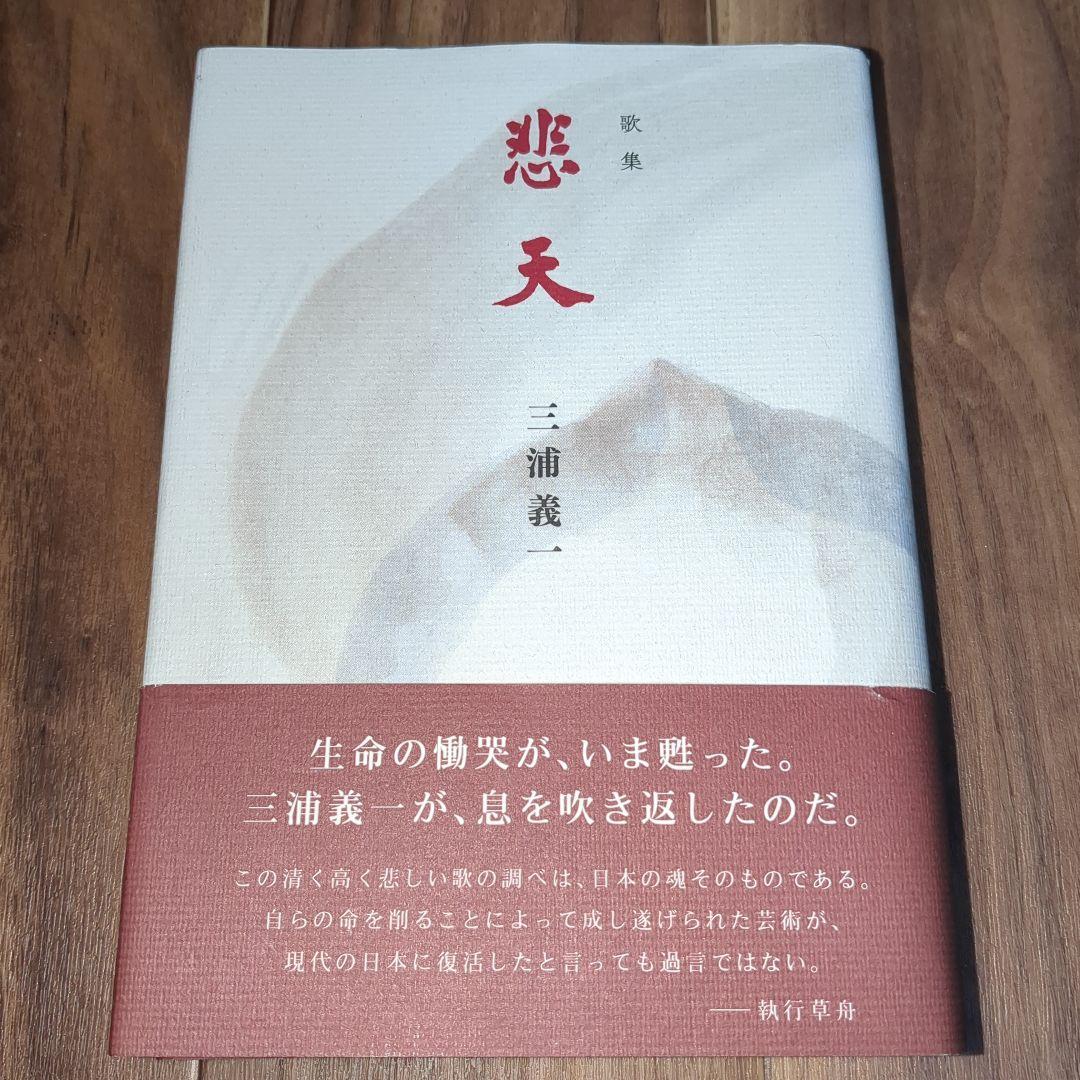 歌集
悲天
三浦義一
生命の慟哭が、いま甦った。
三浦義一が、息を吹き返したのだ。
この清く高く悲しい歌の調べは、日本の魂そのものである。
自らの命を削ることによって成し遂げられた芸術が、
現代の日本に復活したと言っても過言ではない。
──執行草舟